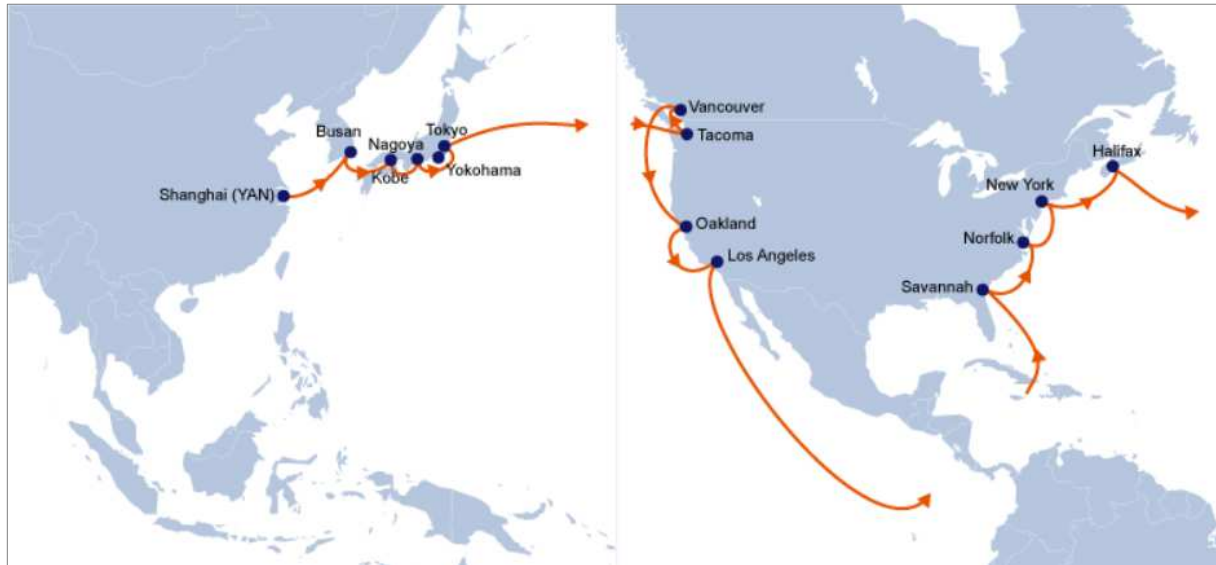 Busan
Nagoya
Tokyo
Kobe
Yokohama
Shanghai (YAN)
Vancouver
Tacoma
Halifax
New York
Oakland
Norfolk
Los Angeles
Savannah